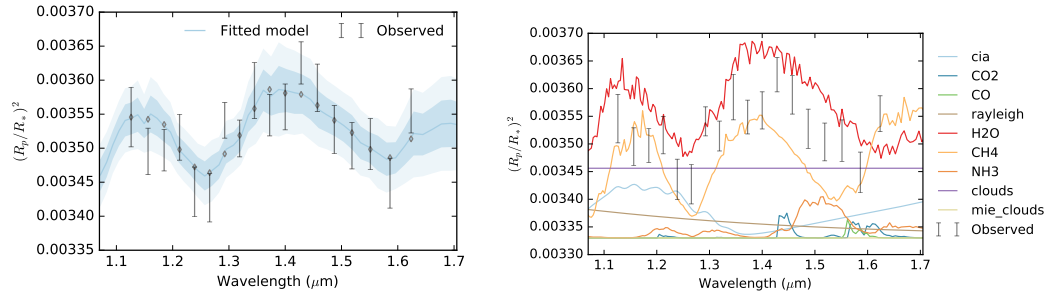 0.00370
0.00365
0.00360
0.00355
0.00350
0.00345
0.00340
0.00335
(Rp/R*)²
Fitted model
Observed
1.1 1.2 1.3 1.4 1.5 1.6 1.7
Wavelength (μm)
0.00370
0.00365
0.00360
0.00355
0.00350
0.00345
0.00340
0.00335
0.00330
(Rp/R*)²
1.1 1.2 1.3 1.4 1.5 1.6 1.7
Wavelength (μm)
cia
CO2
CO
rayleigh
H2O
CH4
NH3
clouds
mie_clouds
Observed